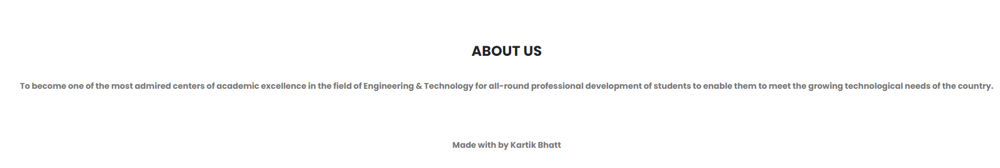 ABOUT US
To become one of the most admired centers of academic excellence in the field of Engineering & Technology for all-round professional development of students to enable them to meet the growing technological needs of the country.
Made with by Kartik Bhatt